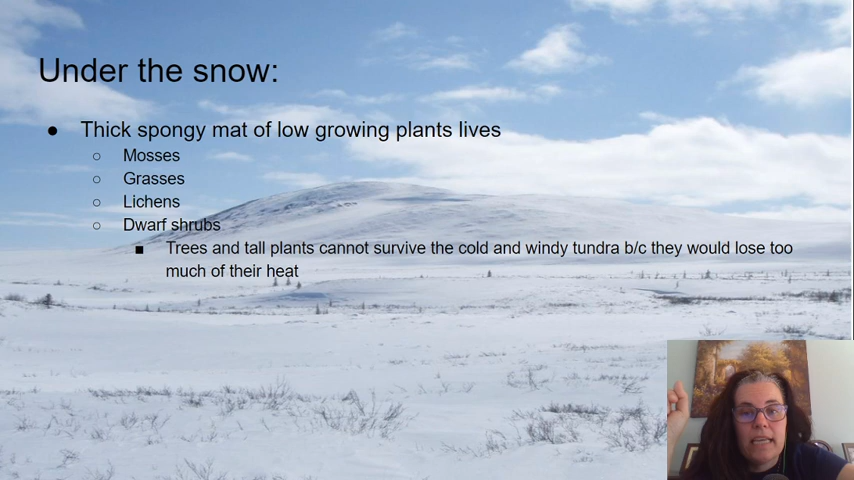 Under the snow:
● Thick spongy mat of low growing plants lives
○ Mosses
○ Grasses
○ Lichens
○ Dwarf shrubs
■ Trees and tall plants cannot survive the cold and windy tundra b/c they would lose too
much of their heat